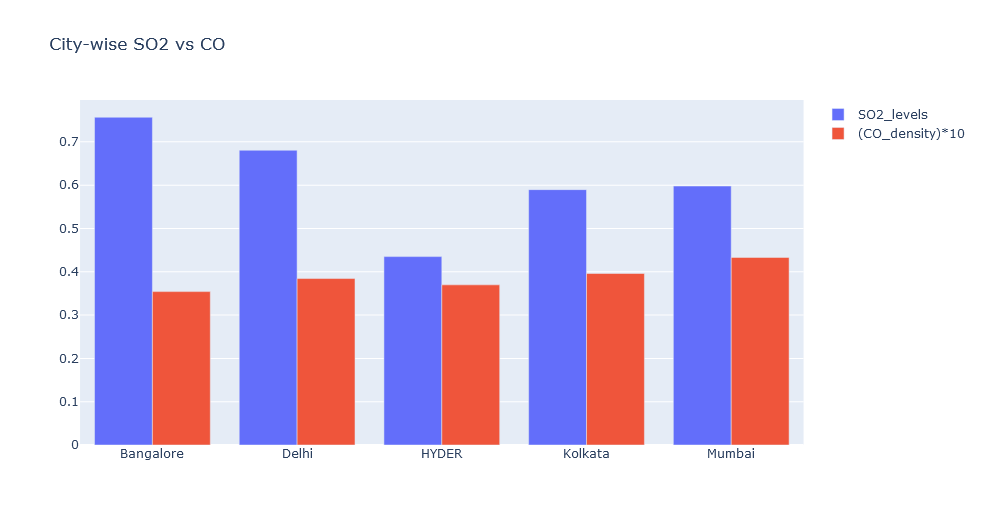 City-wise SO2 vs CO
SO2_levels
(CO_density)*10
0.7
0.6
0.5
0.4
0.3
0.2
0.1
0
Bangalore
Delhi
HYDER
Kolkata
Mumbai